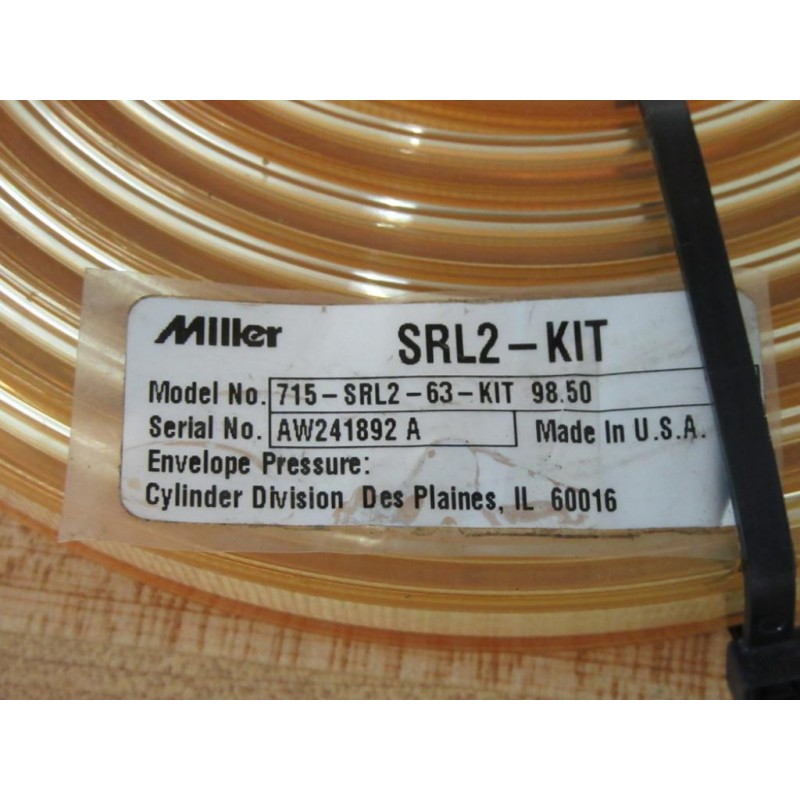 Miller SRL2-KIT
Model No. 715-SRL2-63-KIT 98.50
Serial No. AW241892 A Made In U.S.A.
Envelope Pressure:
Cylinder Division Des Plaines, IL 60016